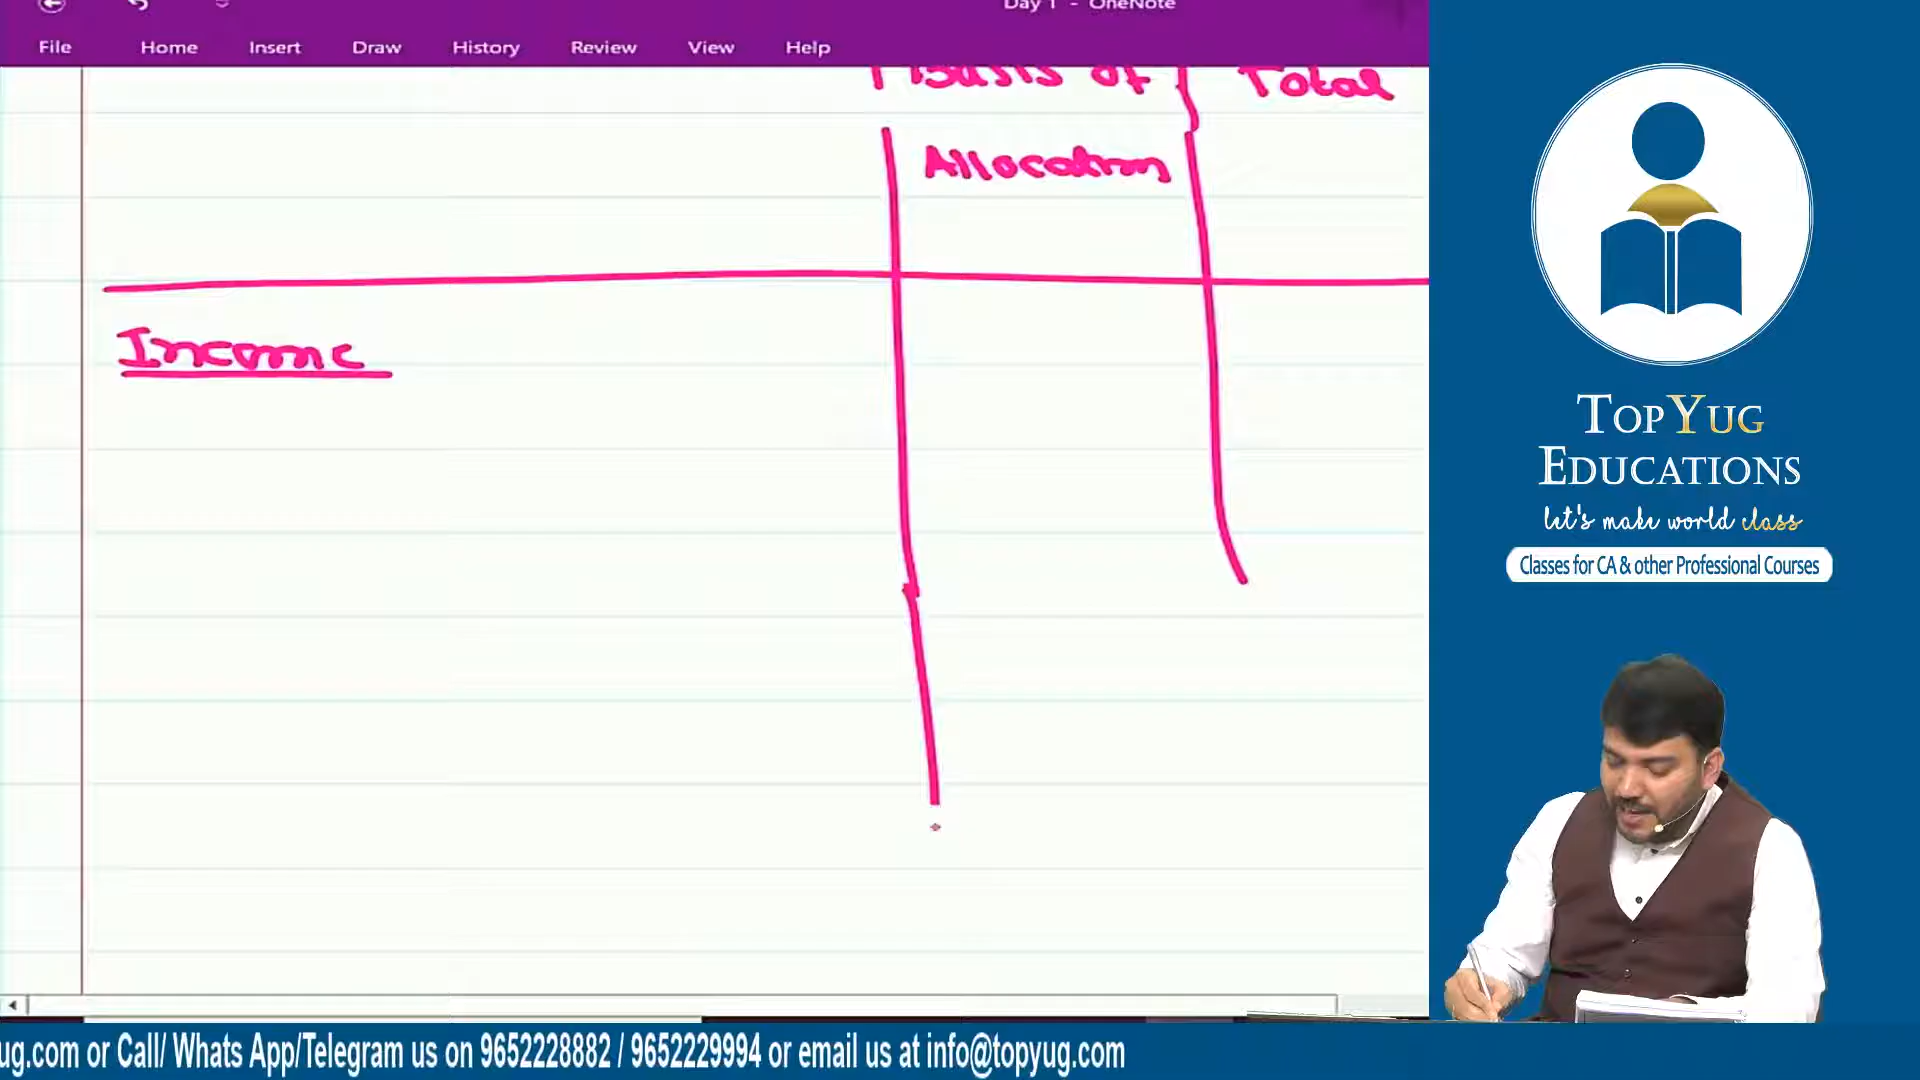 Day 1 - OneNote
File Home Insert Draw History Review View Help
Basis of Total
Allocation
Income
TopYug
Educations
let's make world class
Classes for CA & other Professional Courses
ug.com or Call/ Whats App/Telegram us on 9652228882 / 9652229994 or email us at info@topyug.com